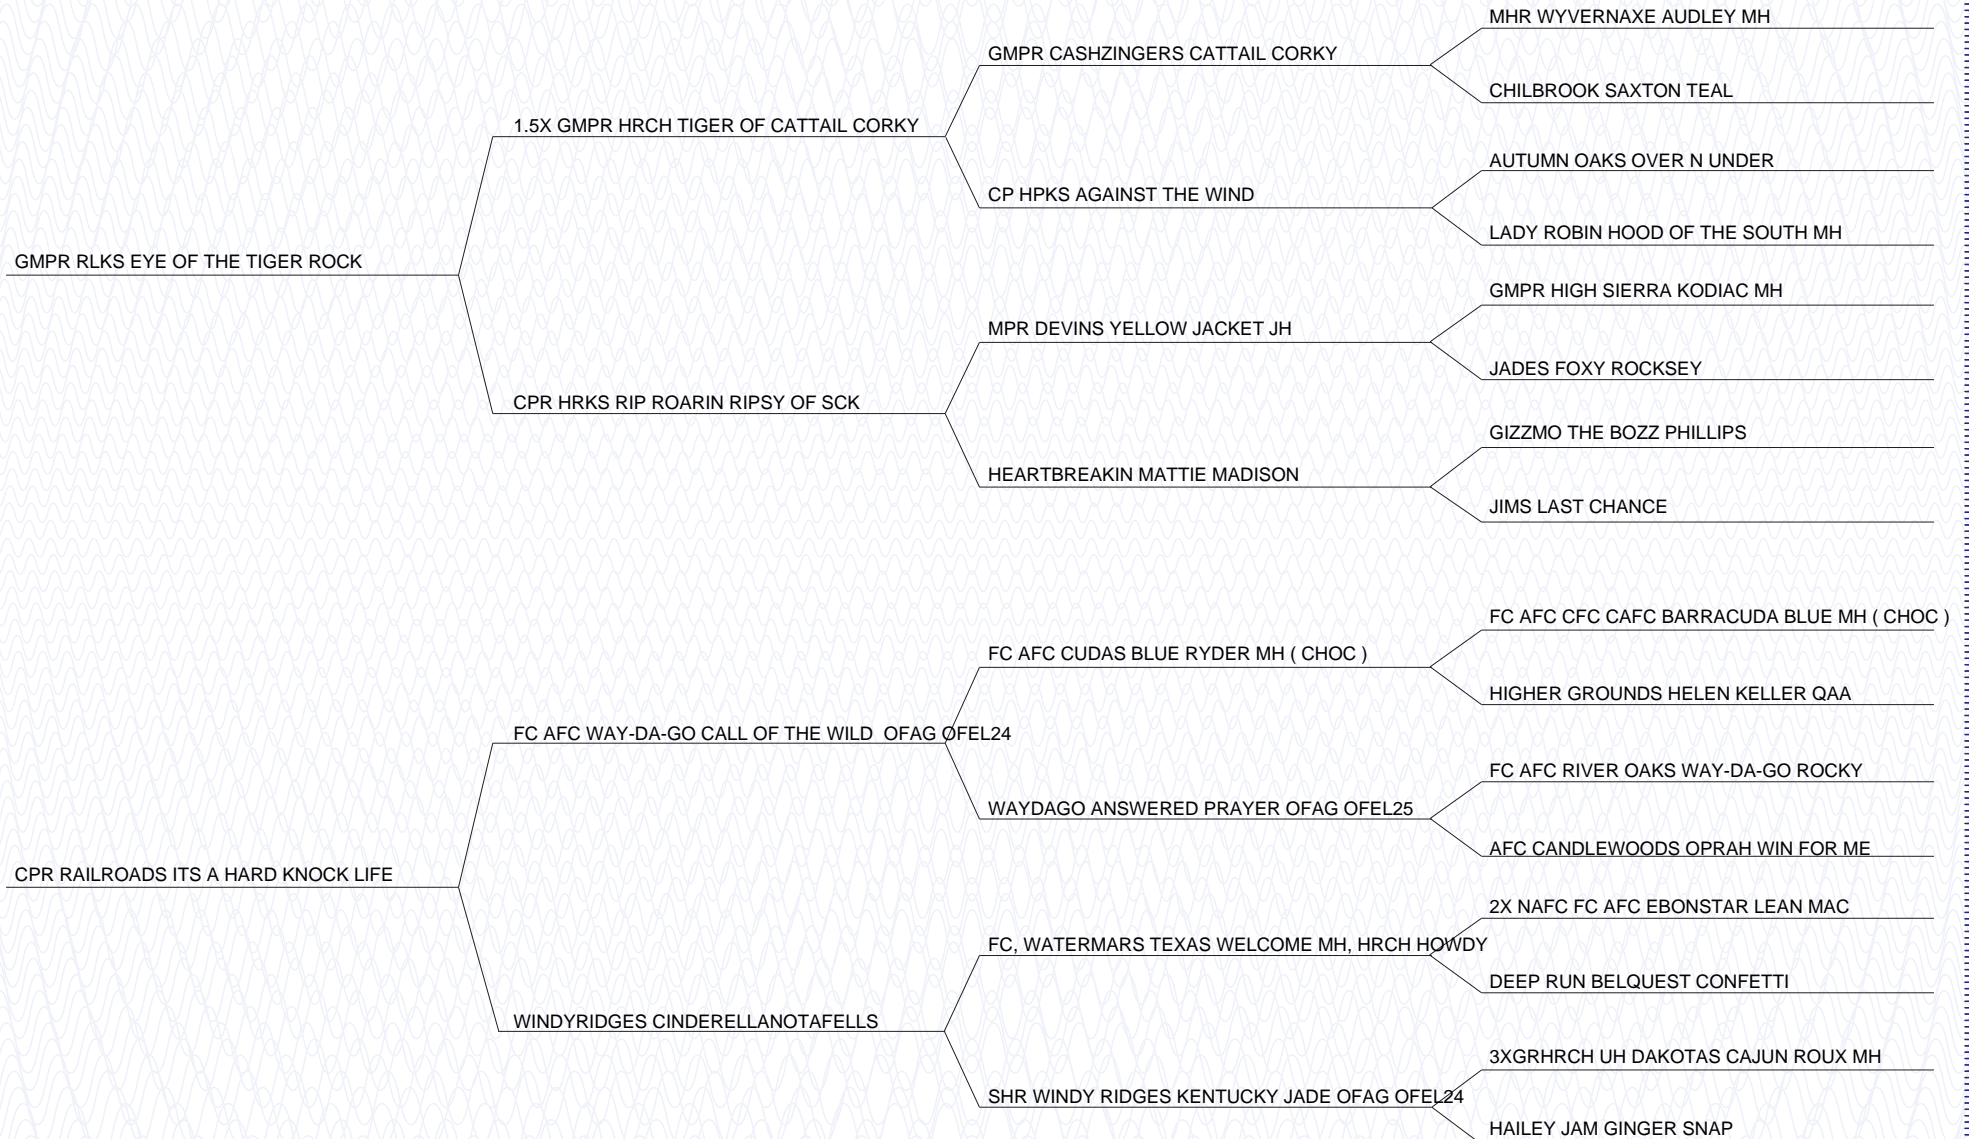 MHR WYVERNAXE AUDLEY MH
GMPR CASHZINGERS CATTAIL CORKY
CHILBROOK SAXTON TEAL
1.5X GMPR HRCH TIGER OF CATTAIL CORKY
AUTUMN OAKS OVER N UNDER
CP HPKS AGAINST THE WIND
LADY ROBIN HOOD OF THE SOUTH MH
GMPR RLKS EYE OF THE TIGER ROCK
GMPR HIGH SIERRA KODIAC MH
MPR DEVINS YELLOW JACKET JH
JADES FOXY ROCKSEY
CPR HRKS RIP ROARIN RIPSY OF SCK
GIZZMO THE BOZZ PHILLIPS
HEARTBREAKIN MATTIE MADISON
JIMS LAST CHANCE
FC AFC CFC CAFC BARRACUDA BLUE MH ( CHOC )
FC AFC CUDAS BLUE RYDER MH ( CHOC )
HIGHER GROUNDS HELEN KELLER QAA
FC AFC WAY-DA-GO CALL OF THE WILD  OFAG OFEL24
FC AFC RIVER OAKS WAY-DA-GO ROCKY
WAYDAGO ANSWERED PRAYER OFAG OFEL25
AFC CANDLEWOODS OPRAH WIN FOR ME
CPR RAILROADS ITS A HARD KNOCK LIFE
2X NAFC FC AFC EBONSTAR LEAN MAC
FC, WATERMARS TEXAS WELCOME MH, HRCH HOWDY
DEEP RUN BELQUEST CONFETTI
WINDYRIDGES CINDERELLANOTAFELLS
3XGRHRCH UH DAKOTAS CAJUN ROUX MH
SHR WINDY RIDGES KENTUCKY JADE OFAG OFEL24
HAILEY JAM GINGER SNAP